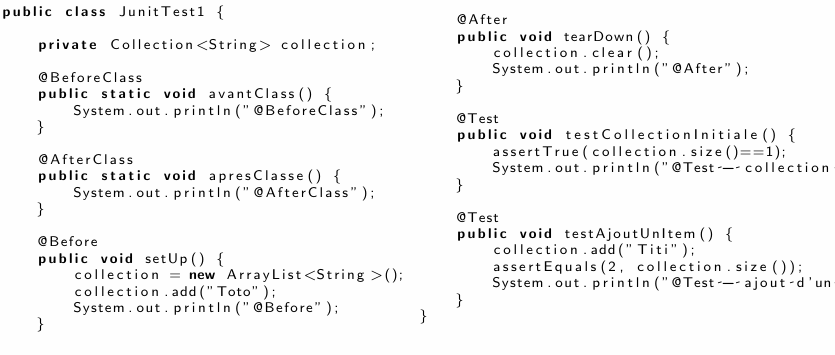 public class JunitTest1 {
private Collection<String> collection;
@BeforeClass
public static void avantClass() {
System.out.println("@BeforeClass");
}
@AfterClass
public static void apresClasse() {
System.out.println("@AfterClass");
}
@Before
public void setUp() {
collection = new ArrayList<String>();
collection.add("Toto");
System.out.println("@Before");
}
@After
public void tearDown() {
collection.clear();
System.out.println("@After");
}
@Test
public void testCollectionInitiale() {
assertTrue(collection.size()==1);
System.out.println("@Test-—-collection
}
@Test
public void testAjoutUnItem() {
collection.add("Titi");
assertEquals(2, collection.size());
System.out.println("@Test-—-ajout-d'un
}
}